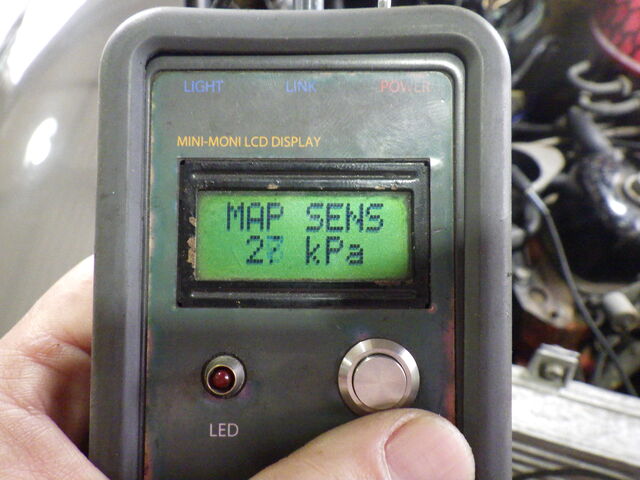 LIGHT LINK POWER
MINI-MONI LCD DISPLAY
MAP SENS
27 kPa
LED